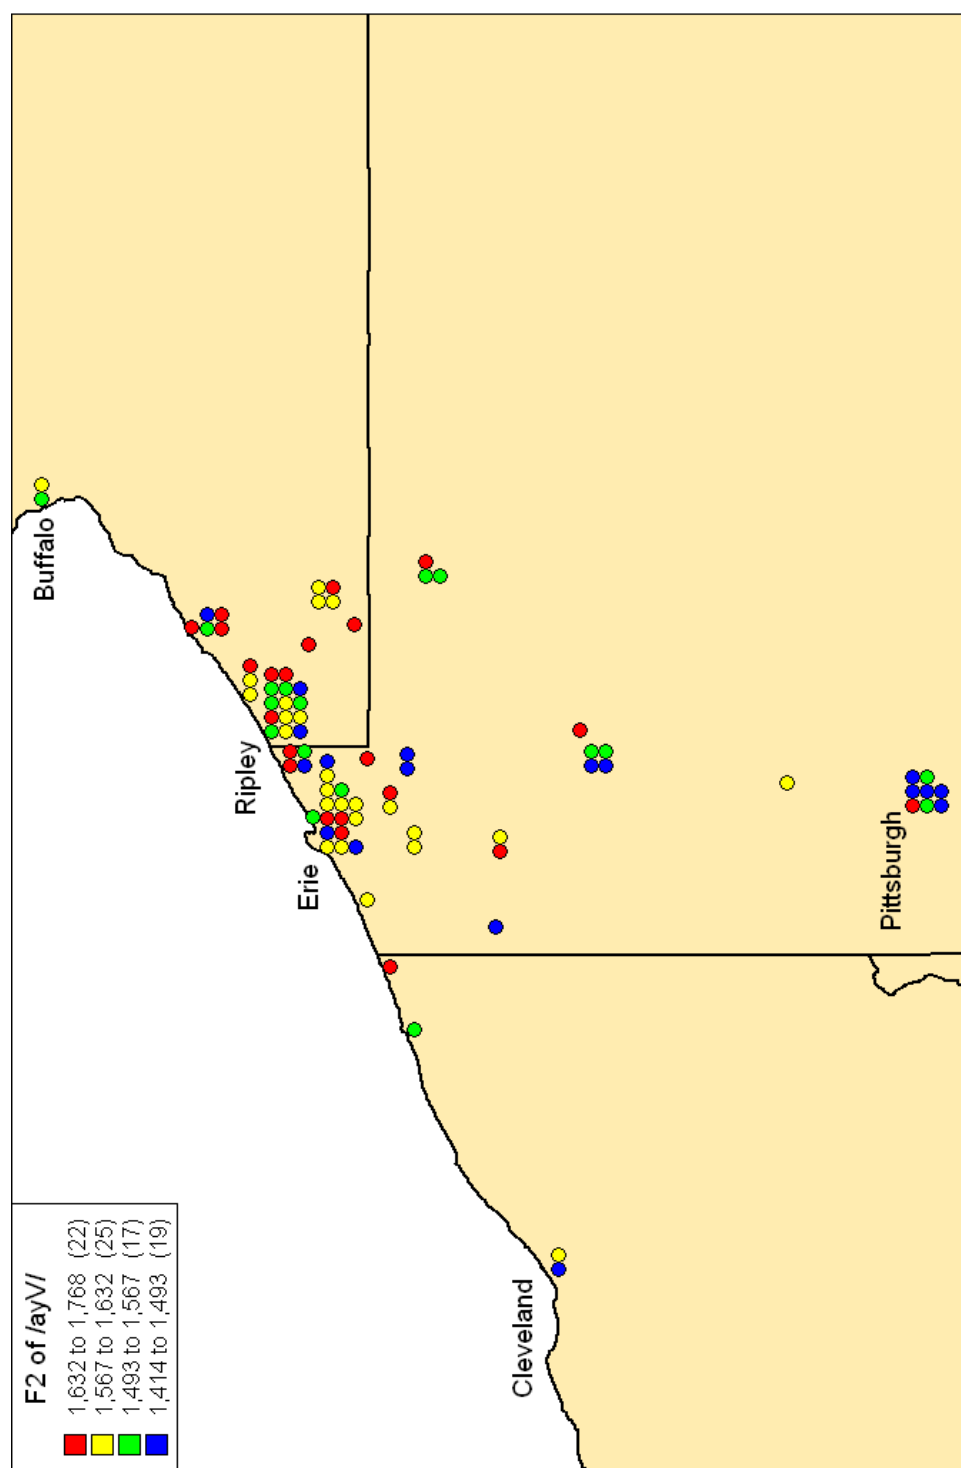 F2 of /ayV/
1,632 to 1,768 (22)
1,567 to 1,632 (25)
1,493 to 1,567 (17)
1,414 to 1,493 (19)
Buffalo
Ripley
Erie
Cleveland
Pittsburgh